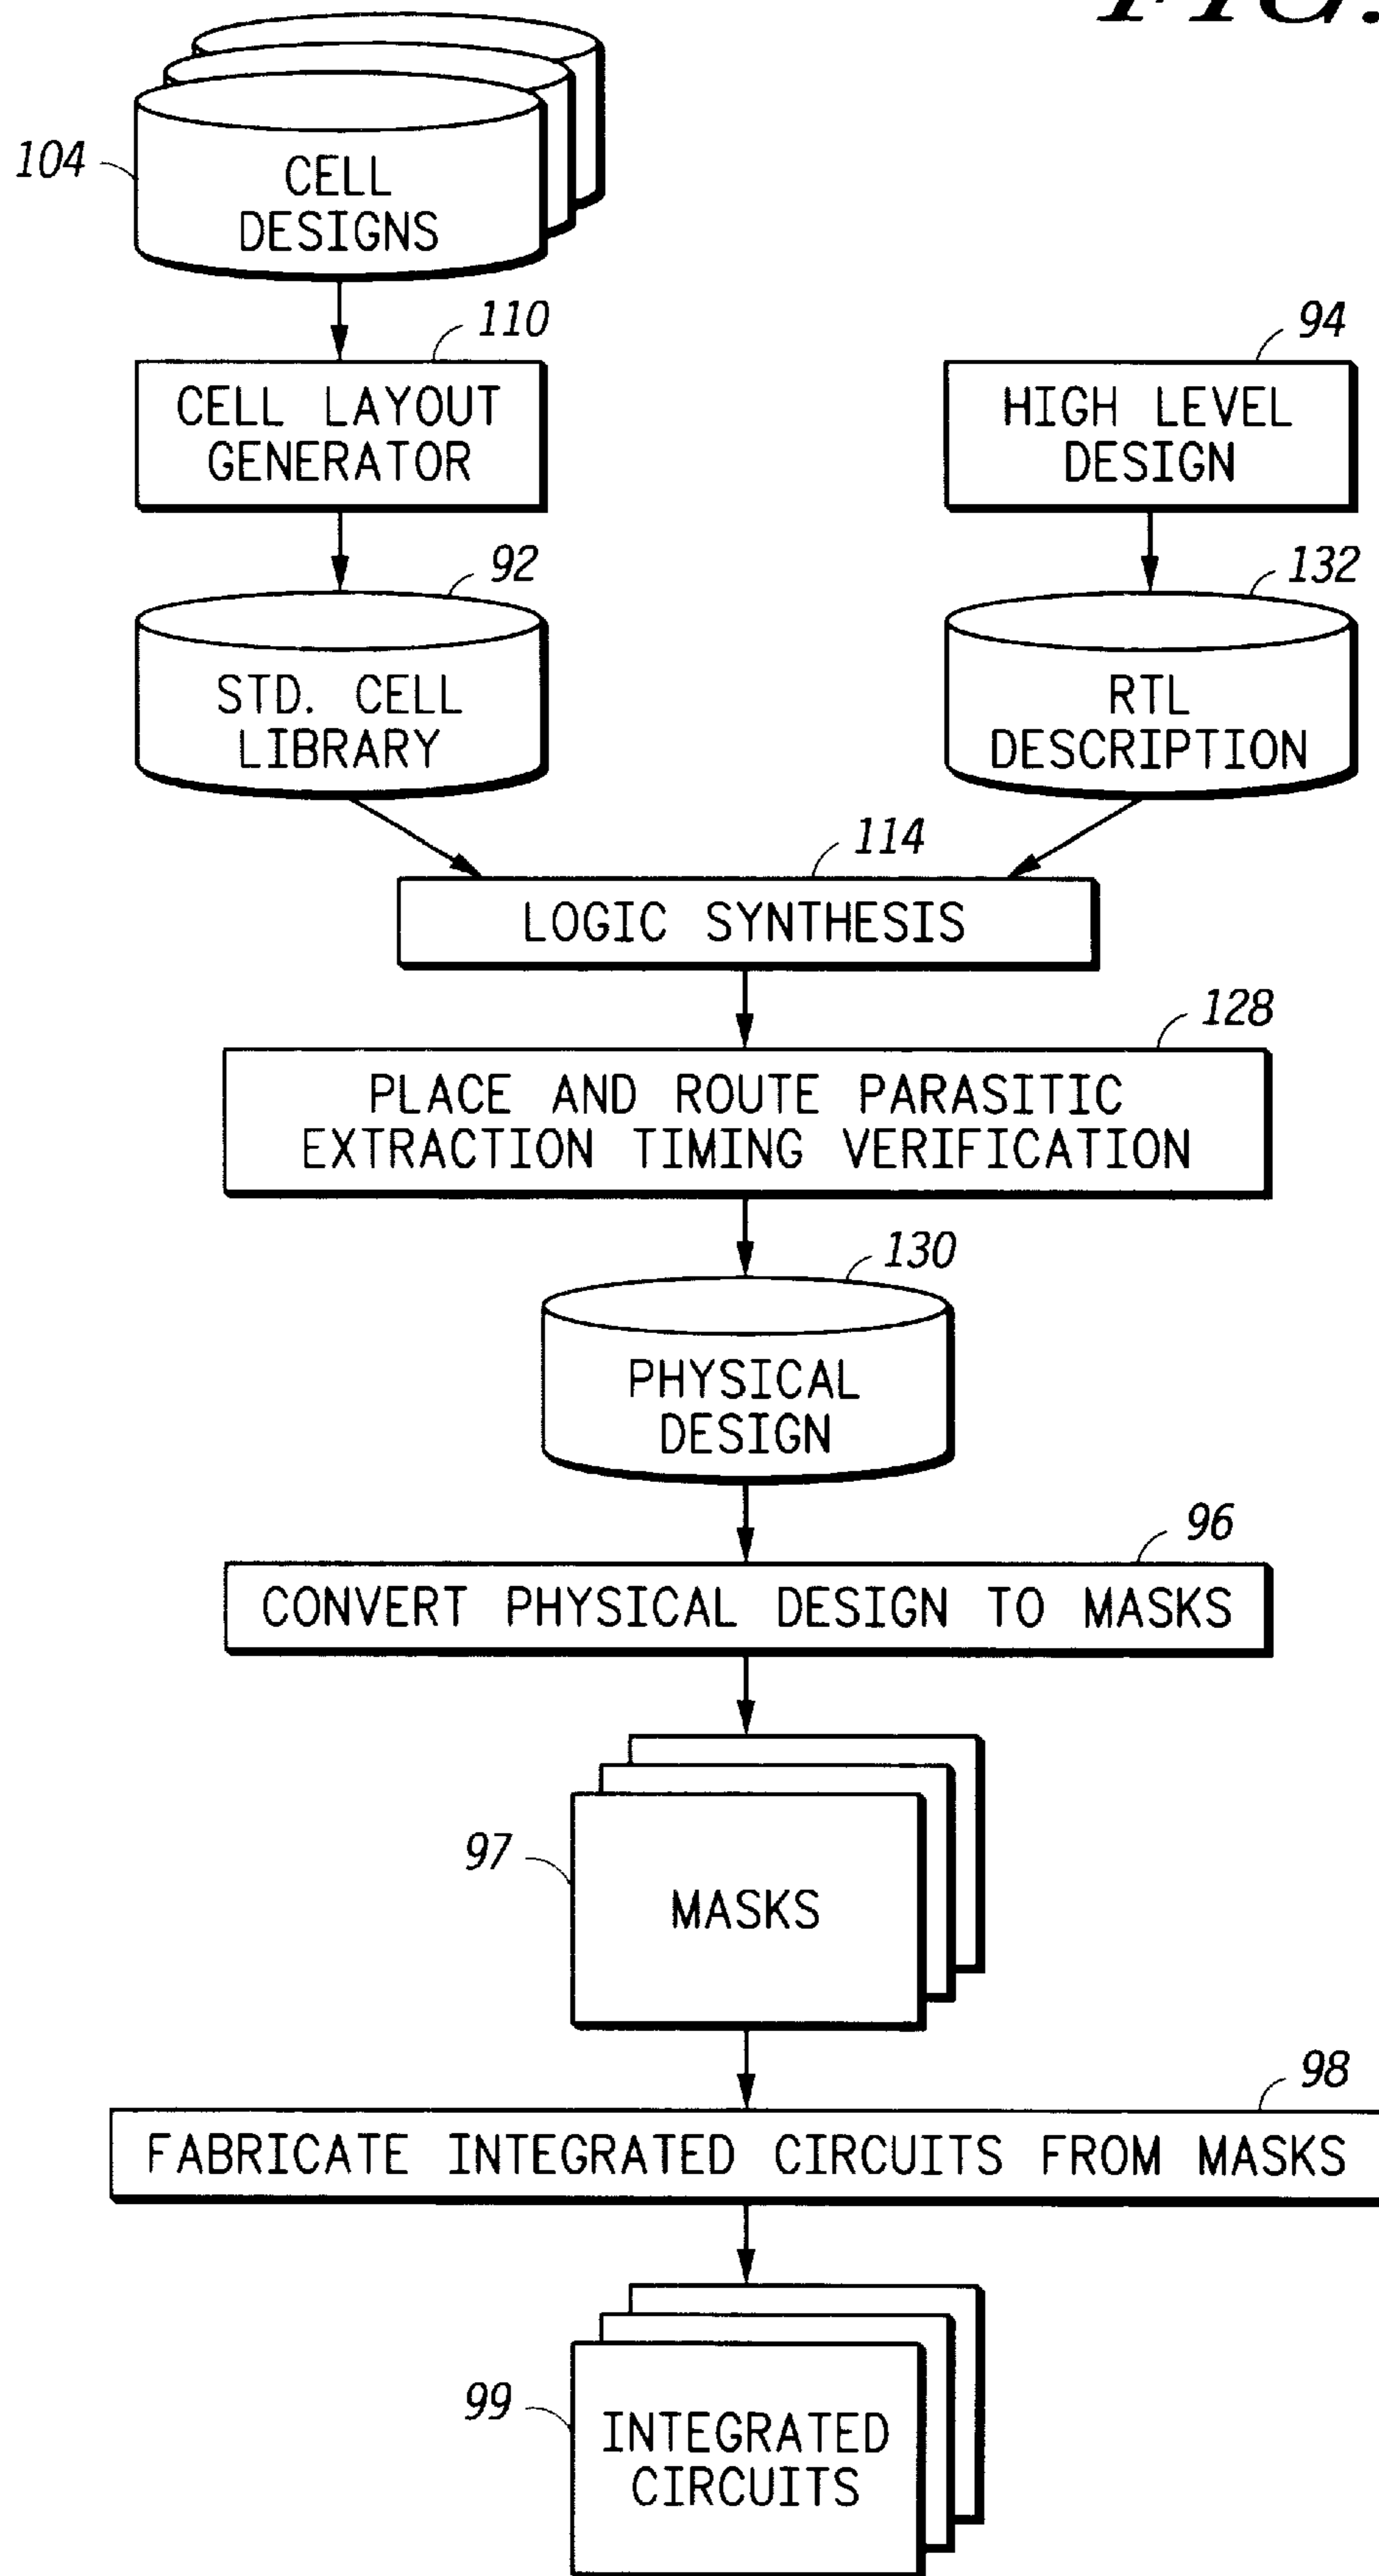 FIG.
104
CELL
DESIGNS
110
CELL LAYOUT
GENERATOR
94
HIGH LEVEL
DESIGN
92
STD. CELL
LIBRARY
132
RTL
DESCRIPTION
114
LOGIC SYNTHESIS
128
PLACE AND ROUTE PARASITIC
EXTRACTION TIMING VERIFICATION
130
PHYSICAL
DESIGN
96
CONVERT PHYSICAL DESIGN TO MASKS
97
MASKS
98
FABRICATE INTEGRATED CIRCUITS FROM MASKS
99
INTEGRATED
CIRCUITS